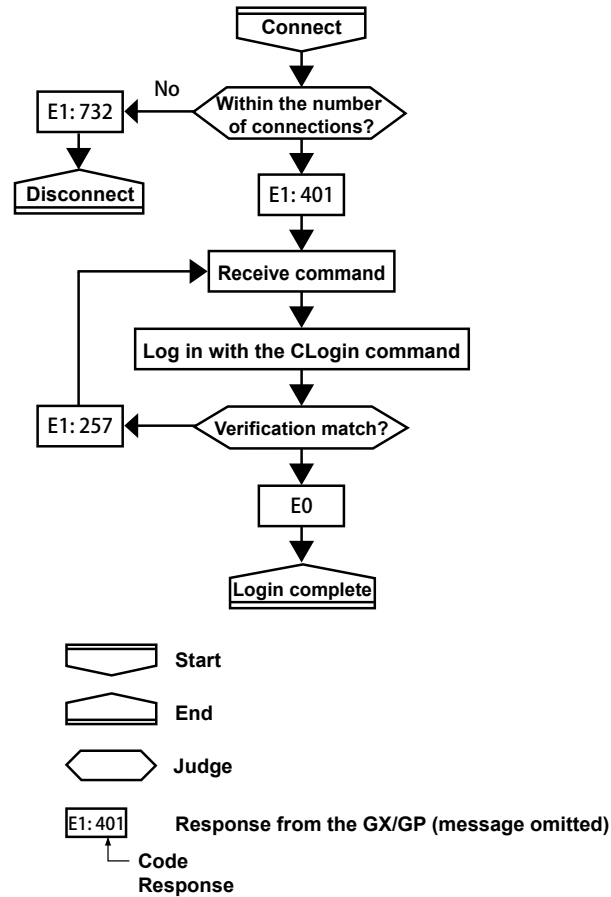 Connect
No
E1: 732
Within the number
of connections?
Disconnect
E1: 401
Receive command
Log in with the CLogin command
E1: 257
Verification match?
E0
Login complete
Start
End
Judge
E1: 401
Response from the GX/GP (message omitted)
Code
Response